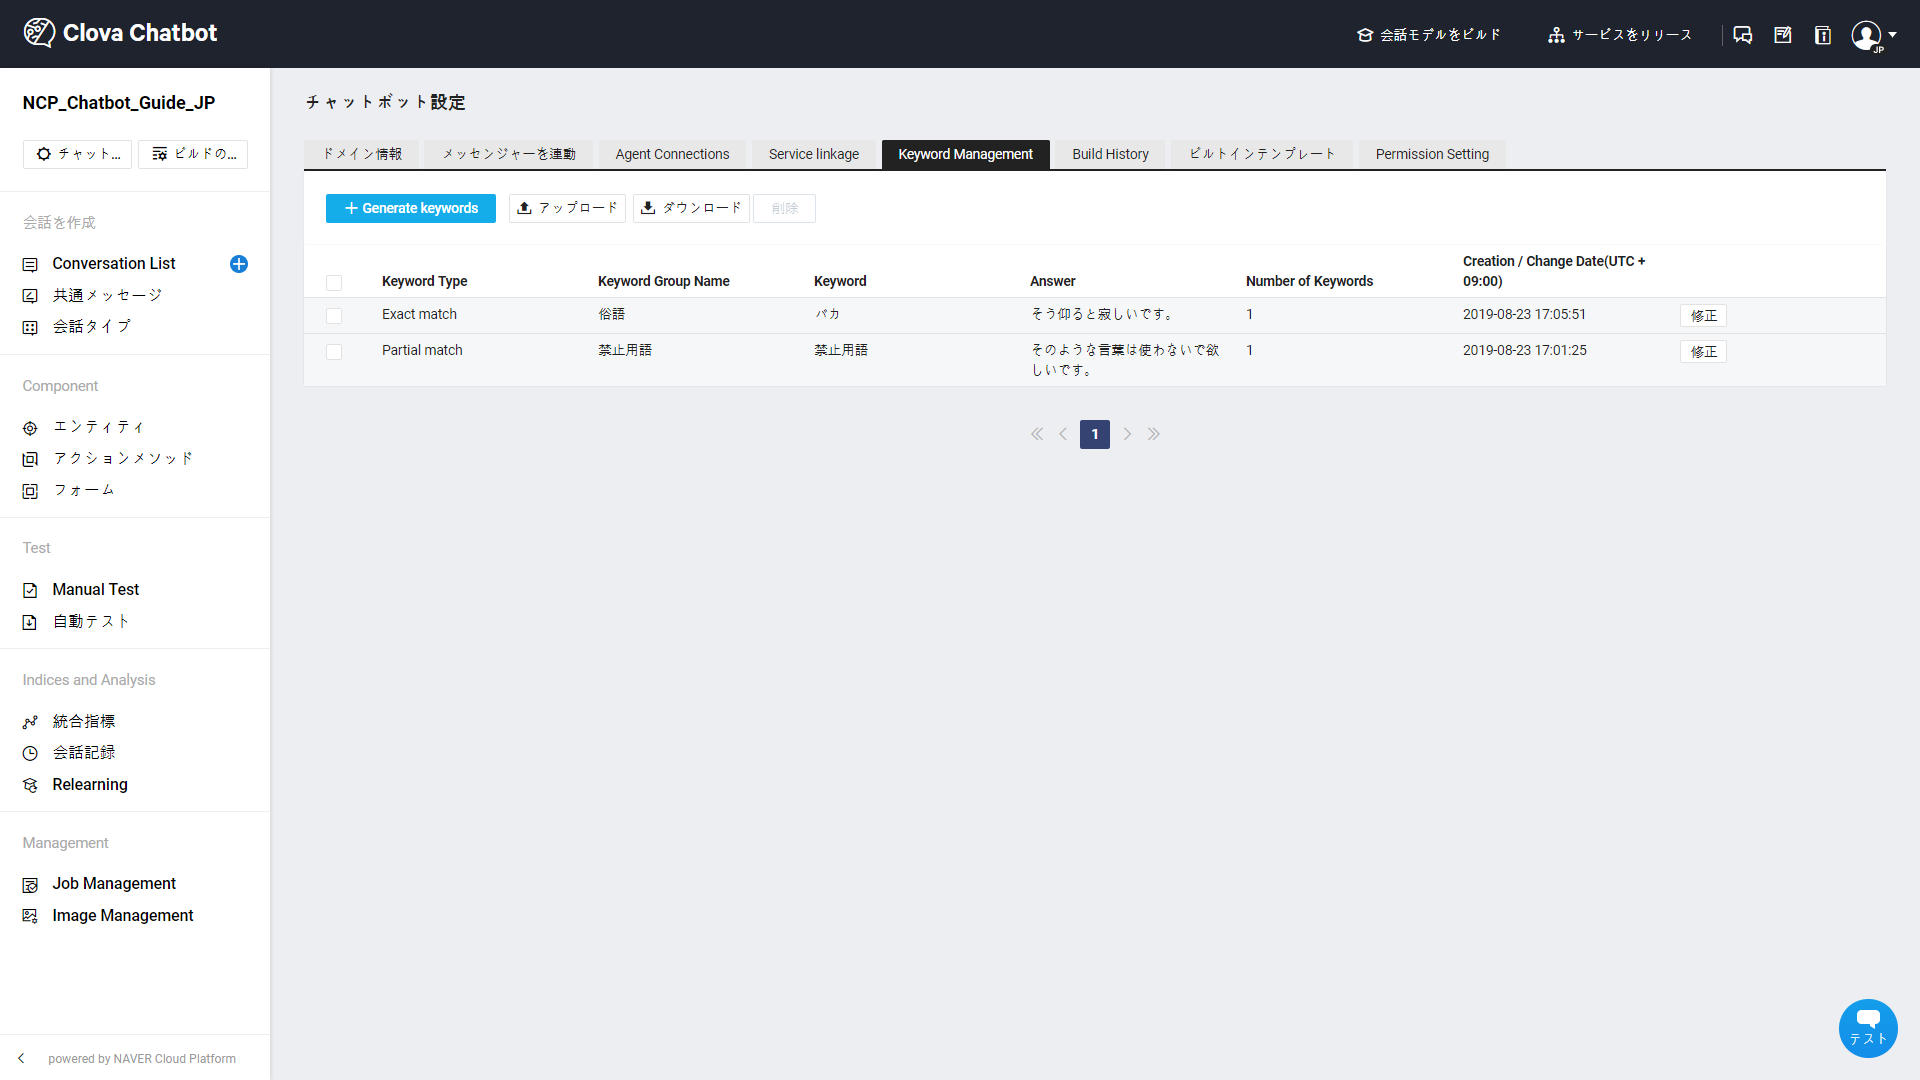 Clova Chatbot
会話モデルをビルド
サービスをリリース
JP
NCP_Chatbot_Guide_JP
チャット...
ビルドの...
会話を作成
Conversation List
共通メッセージ
会話タイプ
Component
エンティティ
アクションメソッド
フォーム
Test
Manual Test
自動テスト
Indices and Analysis
統合指標
会話記録
Relearning
Management
Job Management
Image Management
powered by NAVER Cloud Platform
チャットボット設定
ドメイン情報
メッセンジャーを連動
Agent Connections
Service linkage
Keyword Management
Build History
ビルトインテンプレート
Permission Setting
Generate keywords
アップロード
ダウンロード
削除
Keyword Type
Keyword Group Name
Keyword
Answer
Number of Keywords
Creation / Change Date(UTC +
09:00)
Exact match
俗語
バカ
そう仰ると寂しいです。
1
2019-08-23 17:05:51
修正
Partial match
禁止用語
禁止用語
そのような言葉は使わないで欲
しいです。
1
2019-08-23 17:01:25
修正
1
テスト